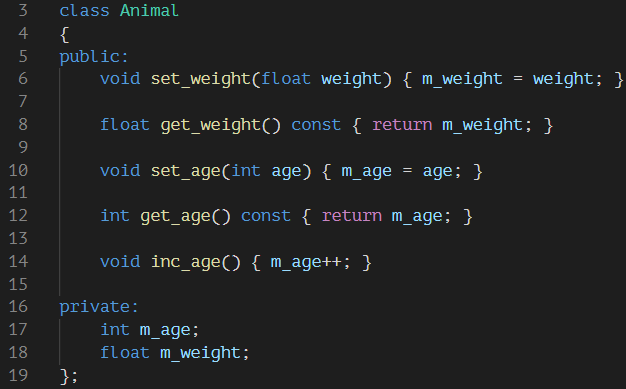 3 class Animal
4 {
5 public:
6     void set_weight(float weight) { m_weight = weight; }
7
8     float get_weight() const { return m_weight; }
9
10     void set_age(int age) { m_age = age; }
11
12     int get_age() const { return m_age; }
13
14     void inc_age() { m_age++; }
15
16 private:
17     int m_age;
18     float m_weight;
19 };